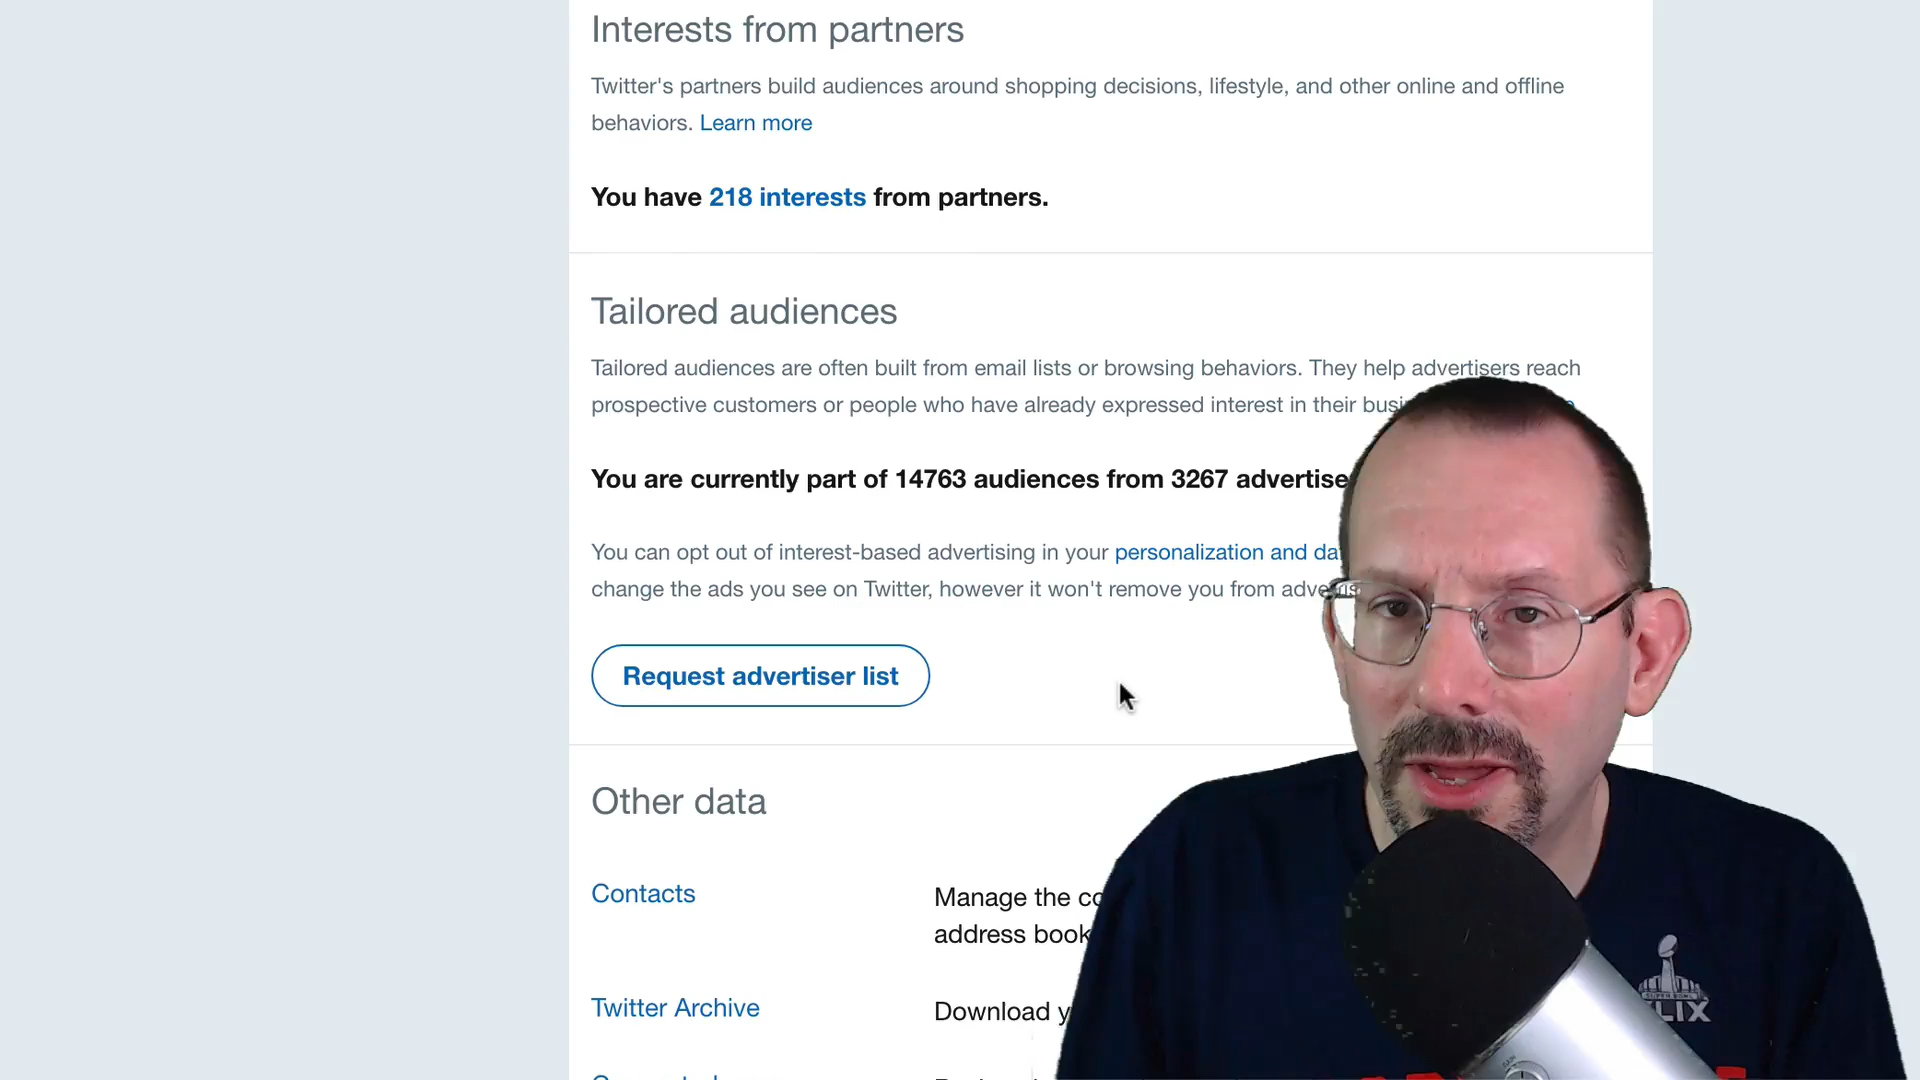 Interests from partners
Twitter's partners build audiences around shopping decisions, lifestyle, and other online and offline
behaviors. Learn more
You have 218 interests from partners.
Tailored audiences
Tailored audiences are often built from email lists or browsing behaviors. They help advertisers reach
prospective customers or people who have already expressed interest in their
You are currently part of 14763 audiences from 3267
You can opt out of interest-based advertising in your personalization and
change the ads you see on Twitter, however it won't remove you from
Request advertiser list
Other data
Contacts
Manage the
address book
Twitter Archive
Download
SUPER BOWL
XLIX